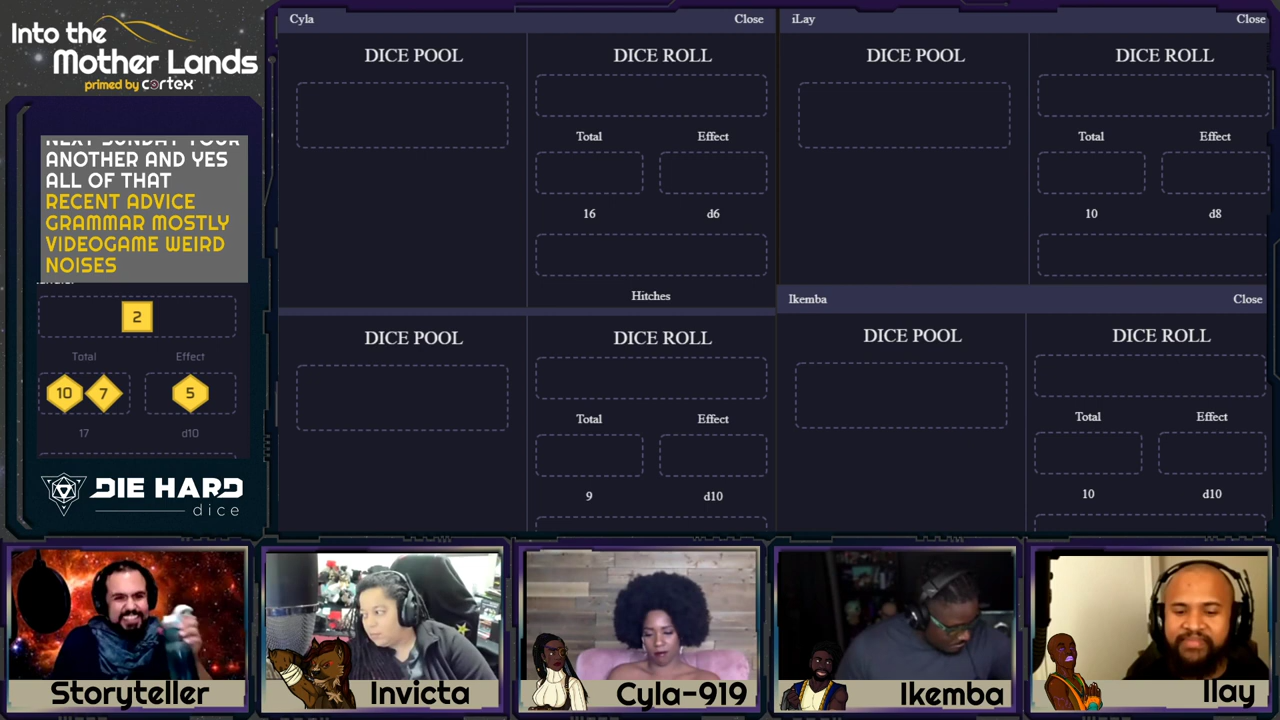 Into the
Mother Lands
primed by cortex
NEXT SUNDAY YOUR
ANOTHER AND YES
ALL OF THAT
RECENT ADVICE
GRAMMAR MOSTLY
VIDEOGAME WEIRD
NOISES
2
Total Effect
10 7 5
17 d10
DIE HARD
dice
Cyla Close
DICE POOL DICE ROLL
Total Effect
16 d6
Hitches
iLay Close
DICE POOL DICE ROLL
Total Effect
10 d8
DICE POOL DICE ROLL
Total Effect
9 d10
Ikemba Close
DICE POOL DICE ROLL
Total Effect
10 d10
Storyteller
Invicta
Cyla-919
Ikemba
Ilay